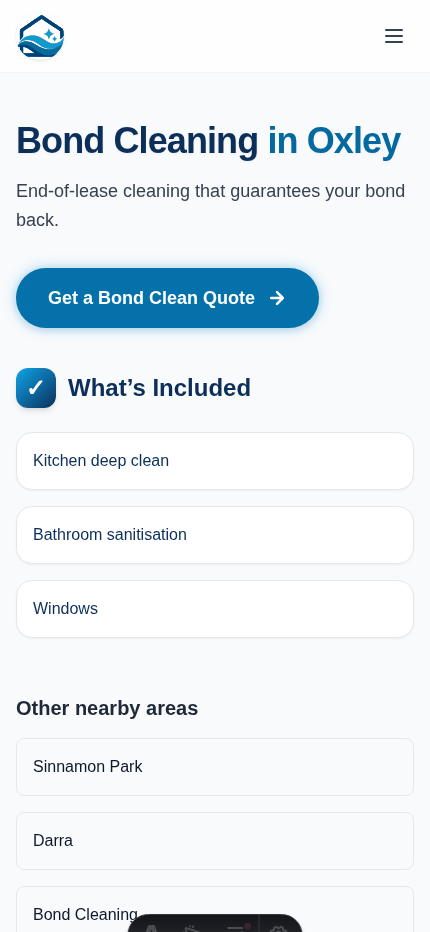 Bond Cleaning in Oxley
End-of-lease cleaning that guarantees your bond
back.
Get a Bond Clean Quote →
✓ What’s Included
Kitchen deep clean
Bathroom sanitisation
Windows
Other nearby areas
Sinnamon Park
Darra
Bond Cleaning